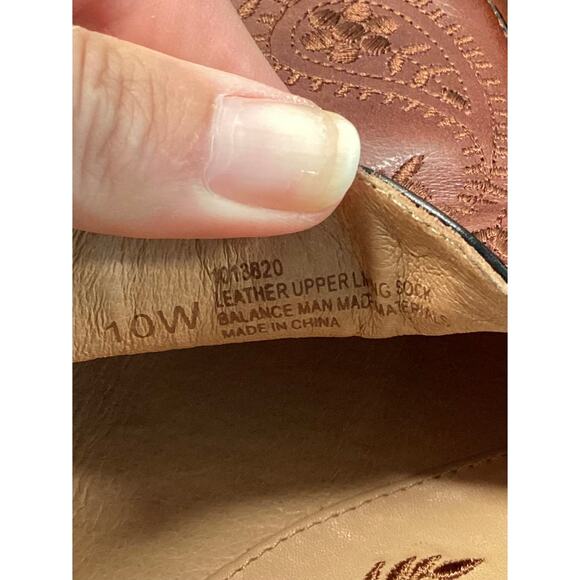 10W
1013820
LEATHER UPPER LINING SOCK
BALANCE MAN MADE MATERIALS
MADE IN CHINA